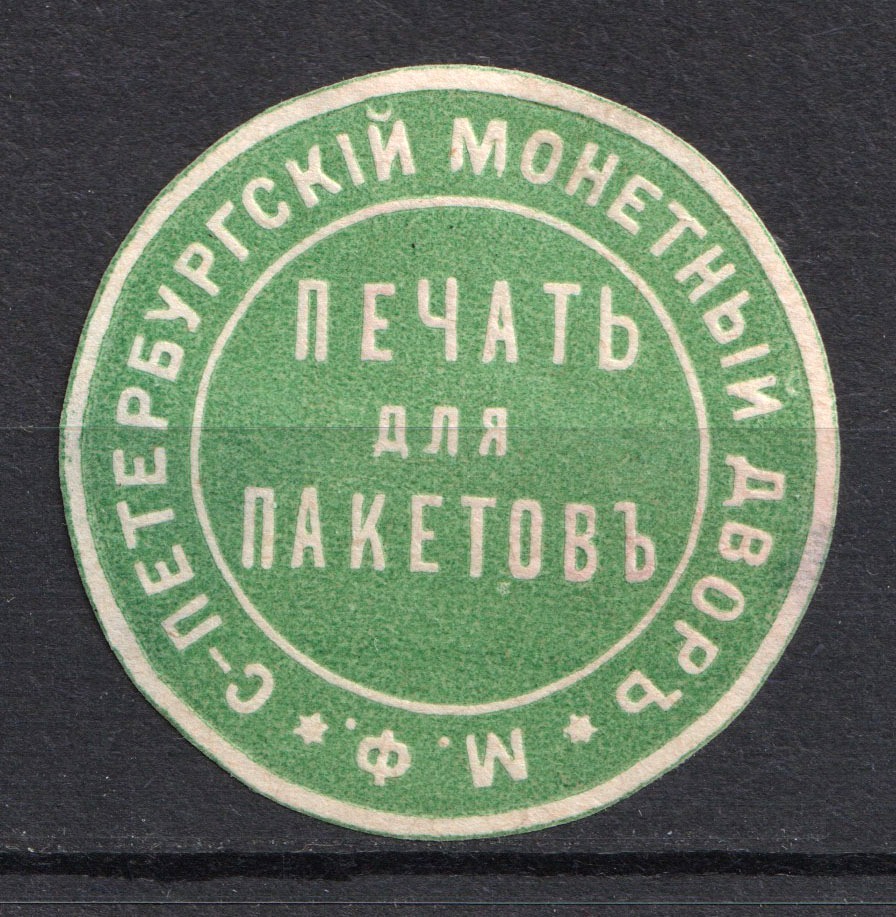 С-ПЕТЕРБУРГСКІЙ МОНЕТНЫЙ ДВОРЪ
М. Ф.
ПЕЧАТЬ
ДЛЯ
ПАКЕТОВЪ